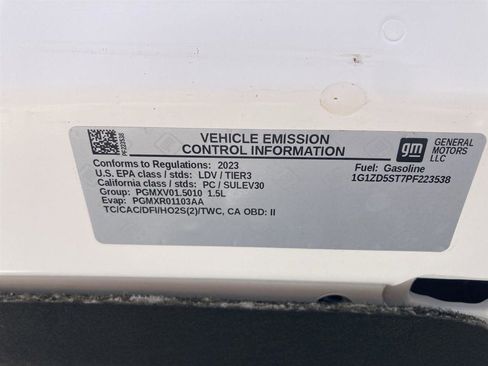 PF223538
VEHICLE EMISSION
CONTROL INFORMATION
gm
GENERAL
MOTORS
LLC
Conforms to Regulations: 2023
U.S. EPA class / stds: LDV / TIER3
California class / stds: PC / SULEV30
Group: PGMXV01.5010 1.5L
Evap: PGMXR01103AA
TC/CAC/DFI/HO2S(2)/TWC, CA OBD: II
Fuel: Gasoline
1G1ZD5ST7PF223538